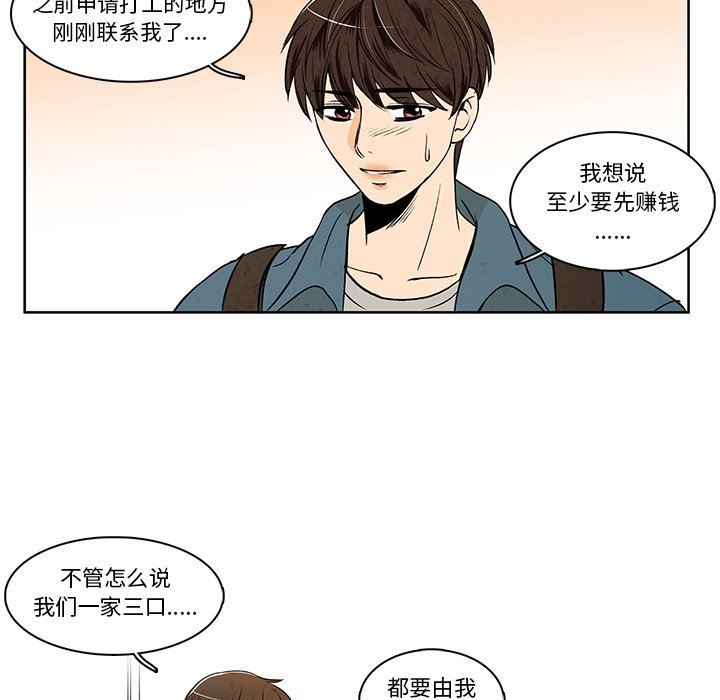 之前申请打工的地方
刚刚联系我了....
我想说
至少要先赚钱
......
不管怎么说
我们一家三口.....
都要由我